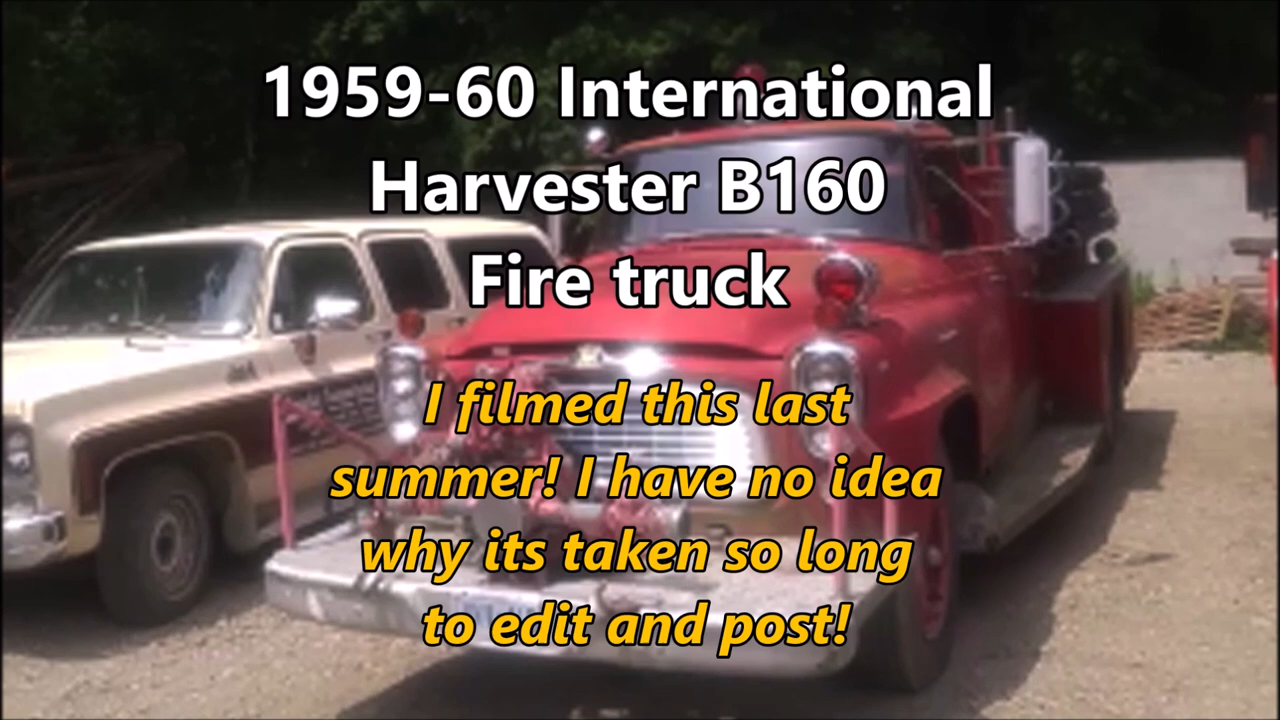 1959-60 International
Harvester B160
Fire truck
I filmed this last
summer! I have no idea
why its taken so long
to edit and post!